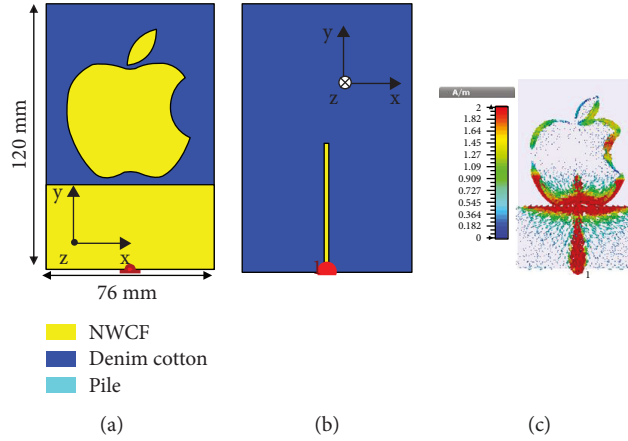 120 mm
y
z
x
76 mm
NWCF
Denim cotton
Pile
(a)
y
z
x
1
(b)
A/m
2
1.82
1.64
1.45
1.27
1.09
0.909
0.727
0.545
0.364
0.182
0
1
(c)